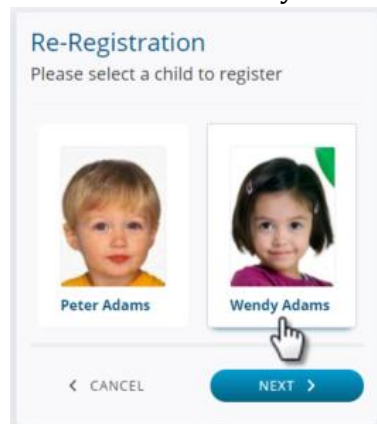 Re-Registration
Please select a child to register
Peter Adams
Wendy Adams
< CANCEL
NEXT >